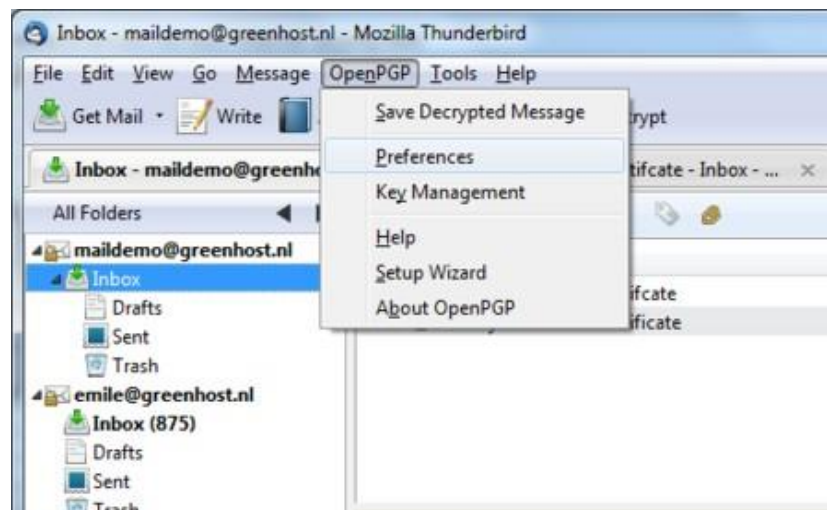 Inbox - maildemo@greenhost.nl - Mozilla Thunderbird
File Edit View Go Message OpenPGP Tools Help
Get Mail Write
Save Decrypted Message
Inbox - maildemo@greenho
Preferences
tifcate - Inbox - ...
Key Management
All Folders
Help
maildemo@greenhost.nl
Setup Wizard
Inbox
ifcate
About OpenPGP
Drafts
ificate
Sent
Trash
emile@greenhost.nl
Inbox (875)
Drafts
Sent
Trash